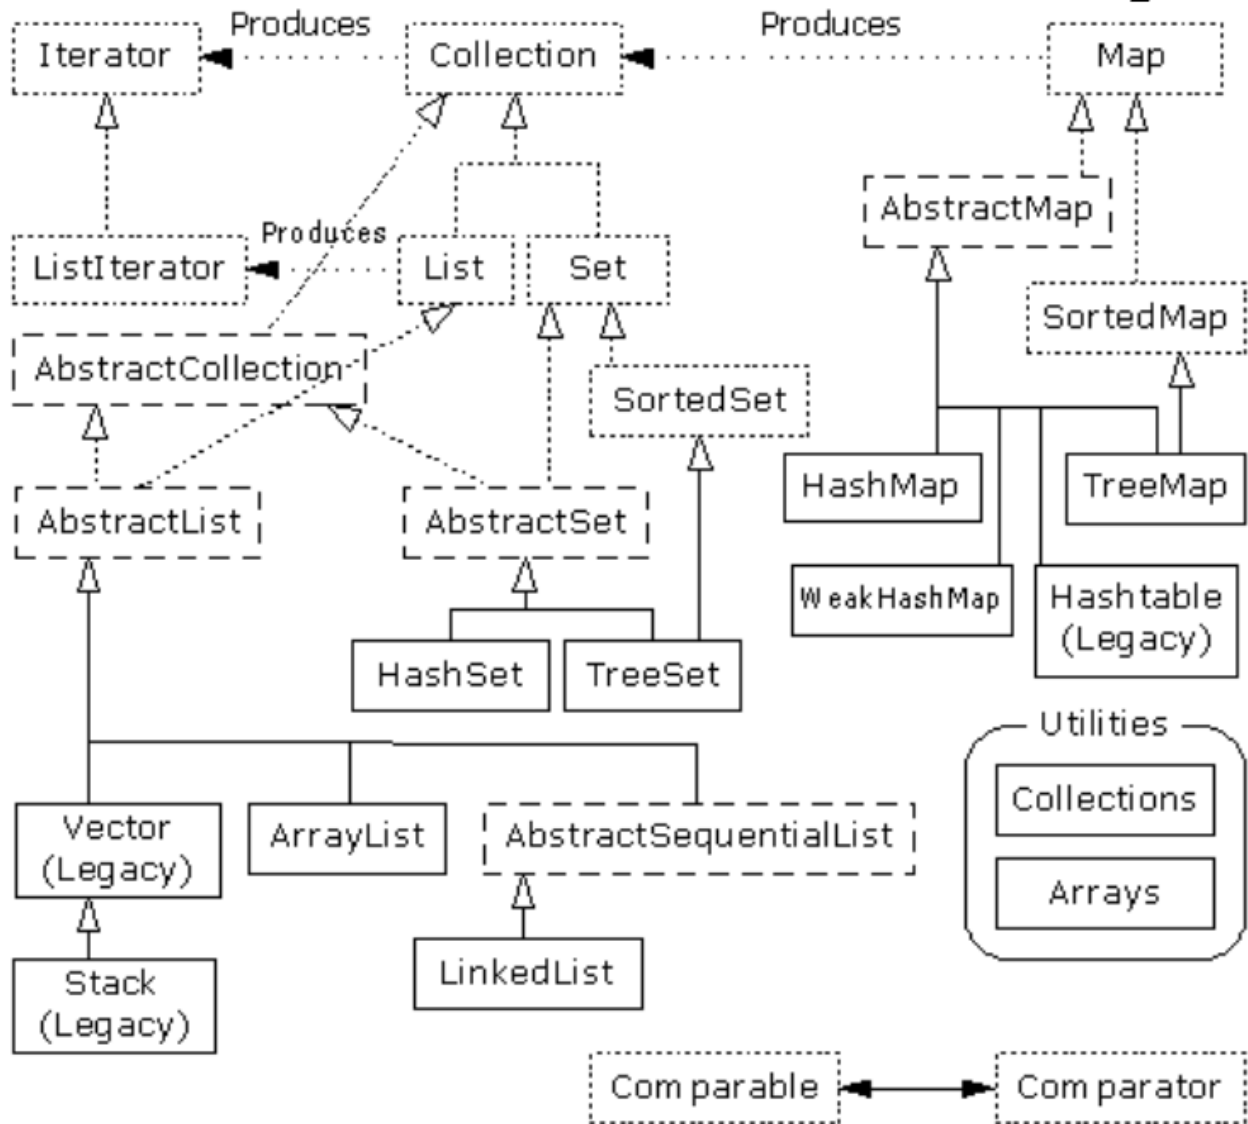 Produces
Produces
Iterator
Collection
Map
AbstractMap
Produces
ListIterator
List
Set
SortedMap
AbstractCollection
SortedSet
HashMap
TreeMap
AbstractList
AbstractSet
WeakHashMap
Hashtable
(Legacy)
HashSet
TreeSet
Utilities
Collections
Vector
(Legacy)
ArrayList
AbstractSequentialList
Arrays
LinkedList
Stack
(Legacy)
Comparable
Comparator